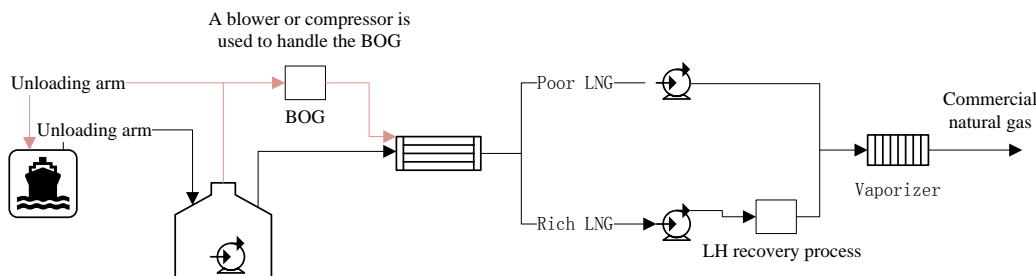 A blower or compressor is
used to handle the BOG
Unloading arm
BOG
Unloading arm
Poor LNG
Commercial
natural gas
Vaporizer
Rich LNG
LH recovery process